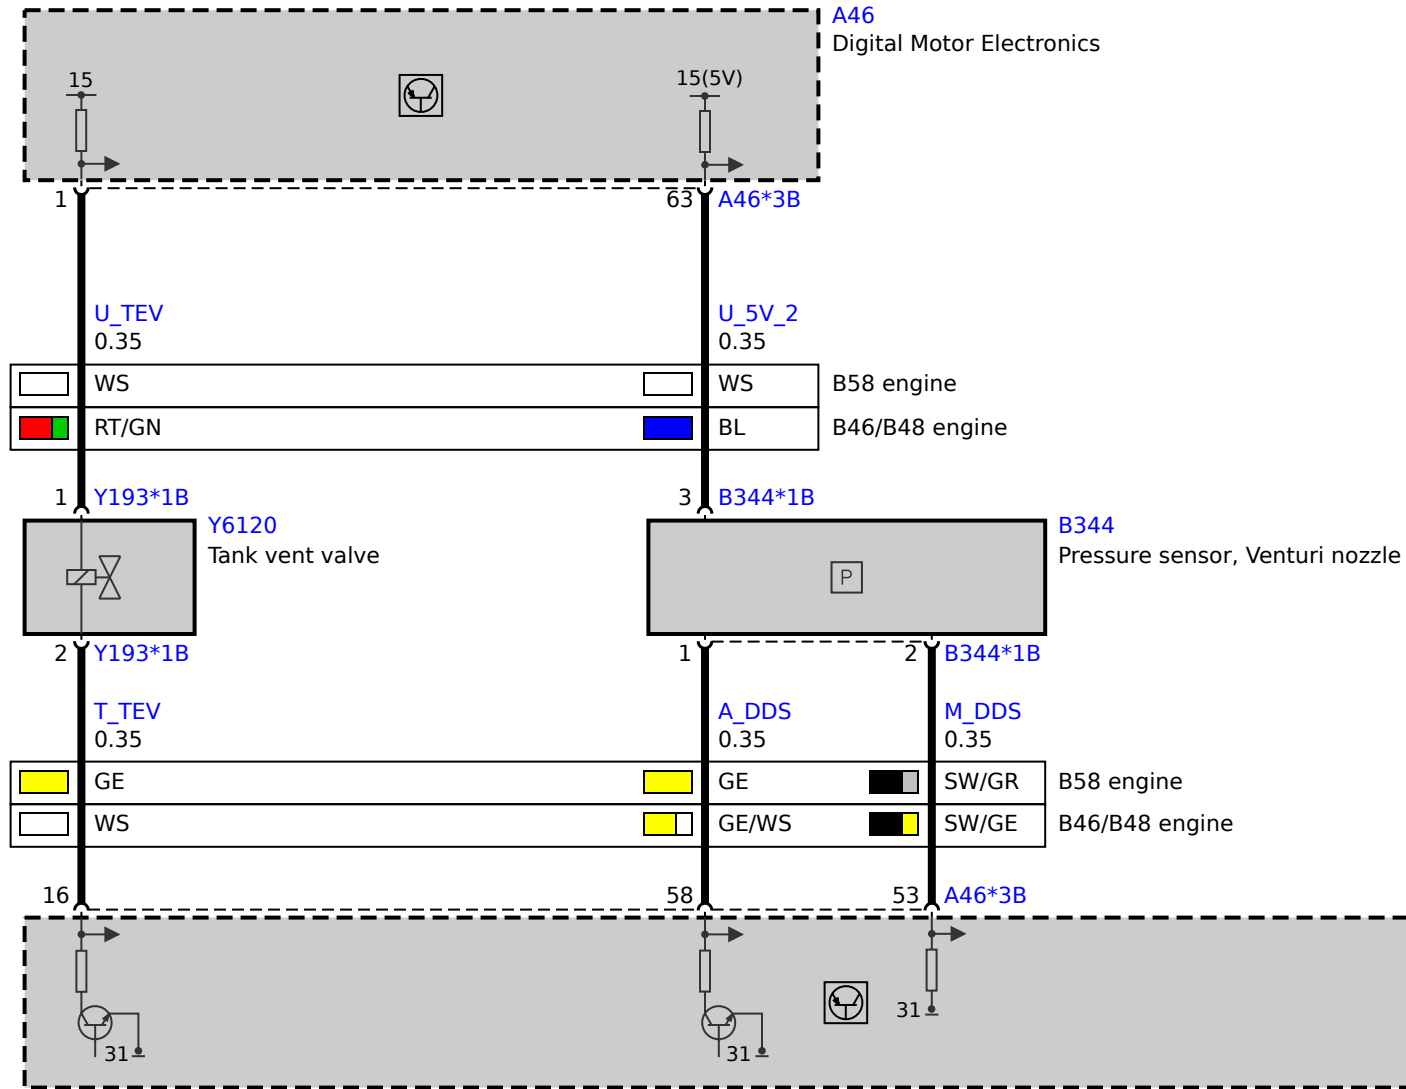 A46
Digital Motor Electronics
15
15(5V)
1
63
A46*3B
U_TEV
0.35
U_5V_2
0.35
WS
WS
B58 engine
RT/GN
BL
B46/B48 engine
1
Y193*1B
3
B344*1B
Y6120
Tank vent valve
B344
Pressure sensor, Venturi nozzle
P
2
Y193*1B
1
2
B344*1B
T_TEV
0.35
A_DDS
0.35
M_DDS
0.35
GE
GE
SW/GR
B58 engine
WS
GE/WS
SW/GE
B46/B48 engine
16
58
53
A46*3B
31
31
31